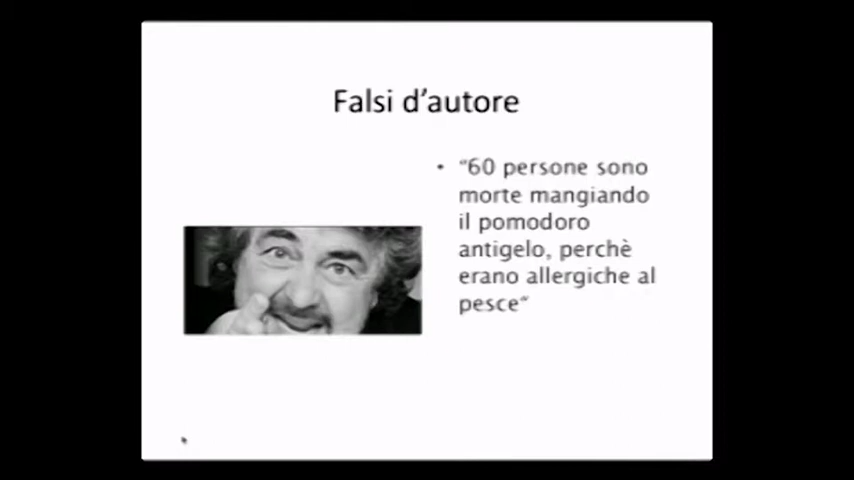 Falsi d'autore
• "60 persone sono
morte mangiando
il pomodoro
antigelo, perchè
erano allergiche al
pesce"